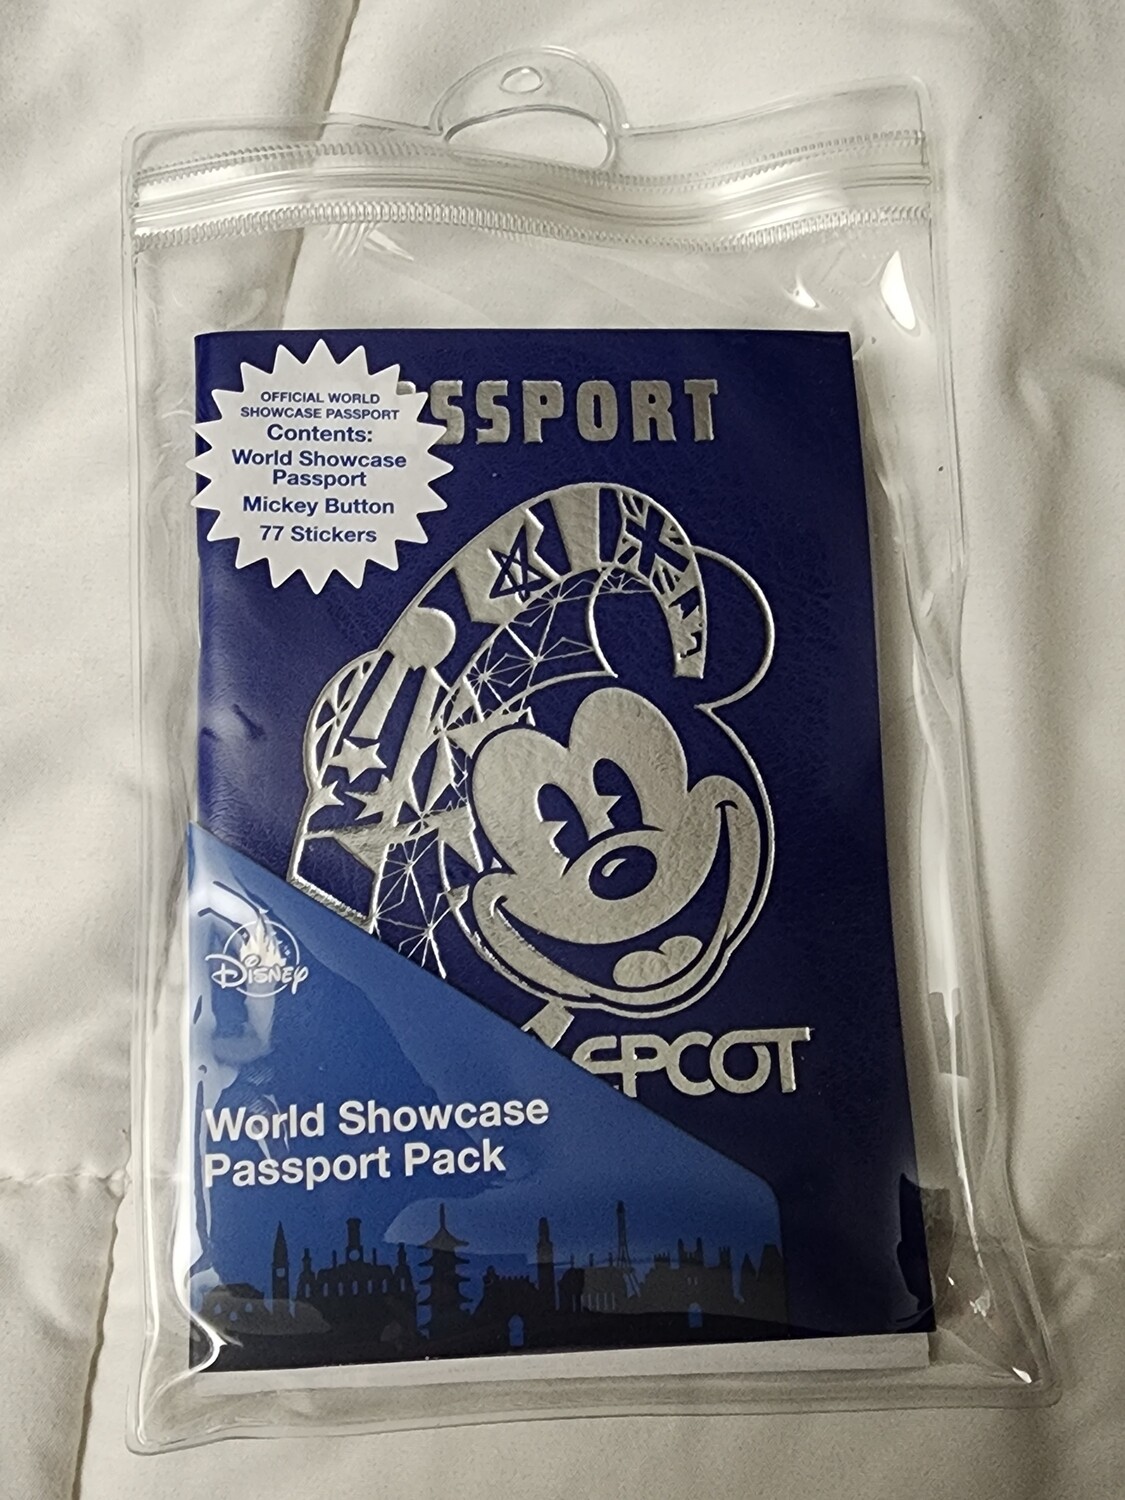 OFFICIAL WORLD
SHOWCASE PASSPORT
Contents:
World Showcase
Passport
Mickey Button
77 Stickers
SSPORT
EPCOT
Disney
World Showcase
Passport Pack